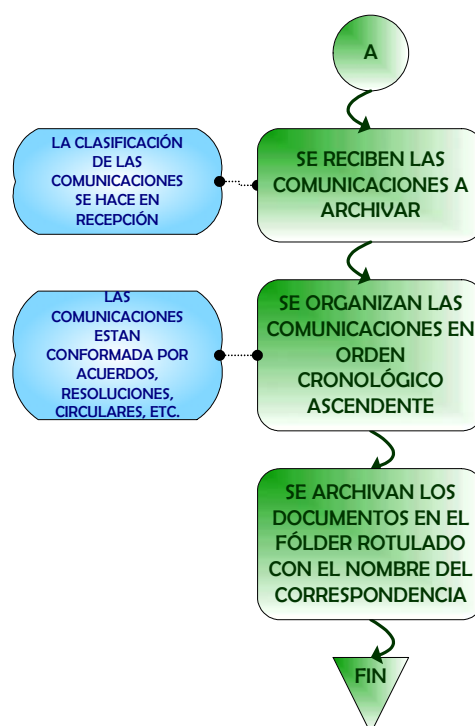 A
LA CLASIFICACIÓN
DE LAS
COMUNICACIONES
SE HACE EN
RECEPCIÓN
SE RECIBEN LAS
COMUNICACIONES A
ARCHIVAR
LAS
COMUNICACIONES
ESTAN
CONFORMADA POR
ACUERDOS,
RESOLUCIONES,
CIRCULARES, ETC.
SE ORGANIZAN LAS
COMUNICACIONES EN
ORDEN
CRONOLÓGICO
ASCENDENTE
SE ARCHIVAN LOS
DOCUMENTOS EN EL
FÓLDER ROTULADO
CON EL NOMBRE DEL
CORRESPONDENCIA
FIN